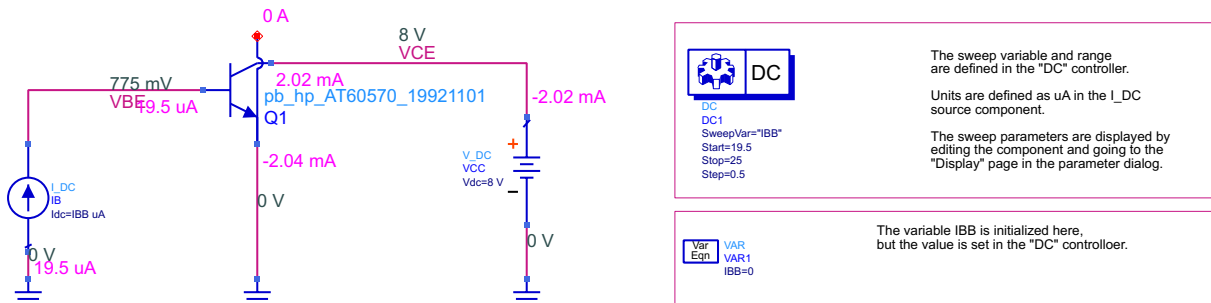 0 A
8 V
VCE
775 mV
VBE
19.5 uA
2.02 mA
pb_hp_AT60570_19921101
Q1
-2.02 mA
-2.04 mA
V_DC
VCC
Vdc=8 V
+
−
I_DC
IB
Idc=IBB uA
0 V
0 V
0 V
19.5 uA
DC
DC
DC1
SweepVar="IBB"
Start=19.5
Stop=25
Step=0.5
The sweep variable and range
are defined in the "DC" controller.
Units are defined as uA in the I_DC
source component.
The sweep parameters are displayed by
editing the component and going to the
"Display" page in the parameter dialog.
Var
Eqn
VAR
VAR1
IBB=0
The variable IBB is initialized here,
but the value is set in the "DC" controlloer.